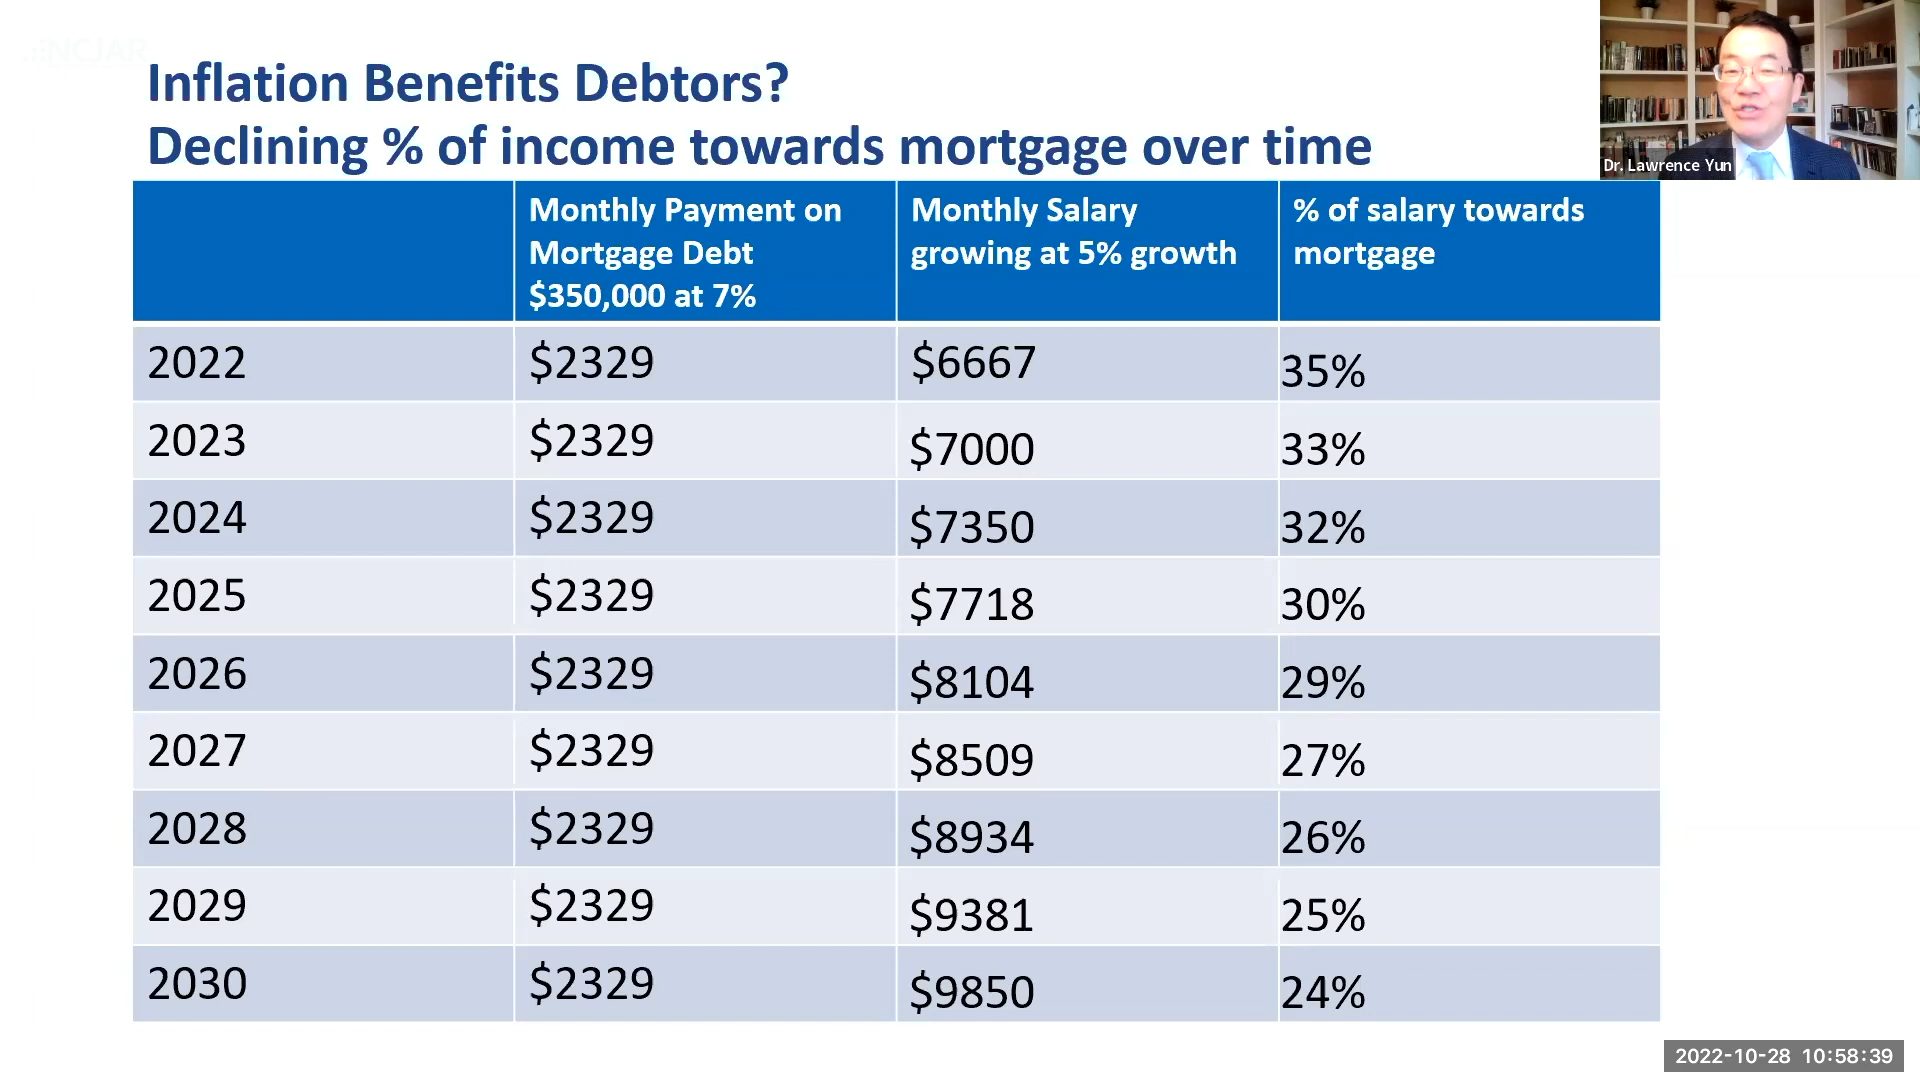 NCIAR
Inflation Benefits Debtors?
Declining % of income towards mortgage over time
Dr. Lawrence Yun
Monthly Payment on
Mortgage Debt
$350,000 at 7%
Monthly Salary
growing at 5% growth
% of salary towards
mortgage
2022 $2329 $6667 35%
2023 $2329 $7000 33%
2024 $2329 $7350 32%
2025 $2329 $7718 30%
2026 $2329 $8104 29%
2027 $2329 $8509 27%
2028 $2329 $8934 26%
2029 $2329 $9381 25%
2030 $2329 $9850 24%
2022-10-28 10:58:39